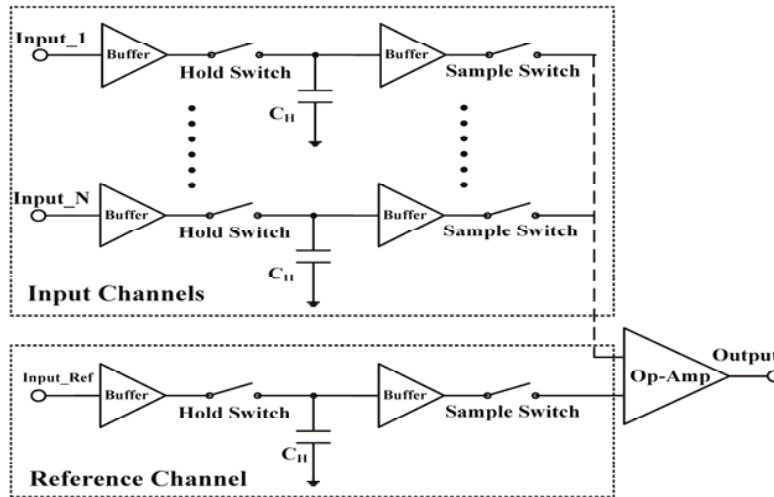 Input_1
Buffer
Hold Switch
C_H
Buffer
Sample Switch
Input_N
Buffer
Hold Switch
C_H
Buffer
Sample Switch
Input Channels
Input_Ref
Buffer
Hold Switch
C_H
Buffer
Sample Switch
Op-Amp
Output
Reference Channel